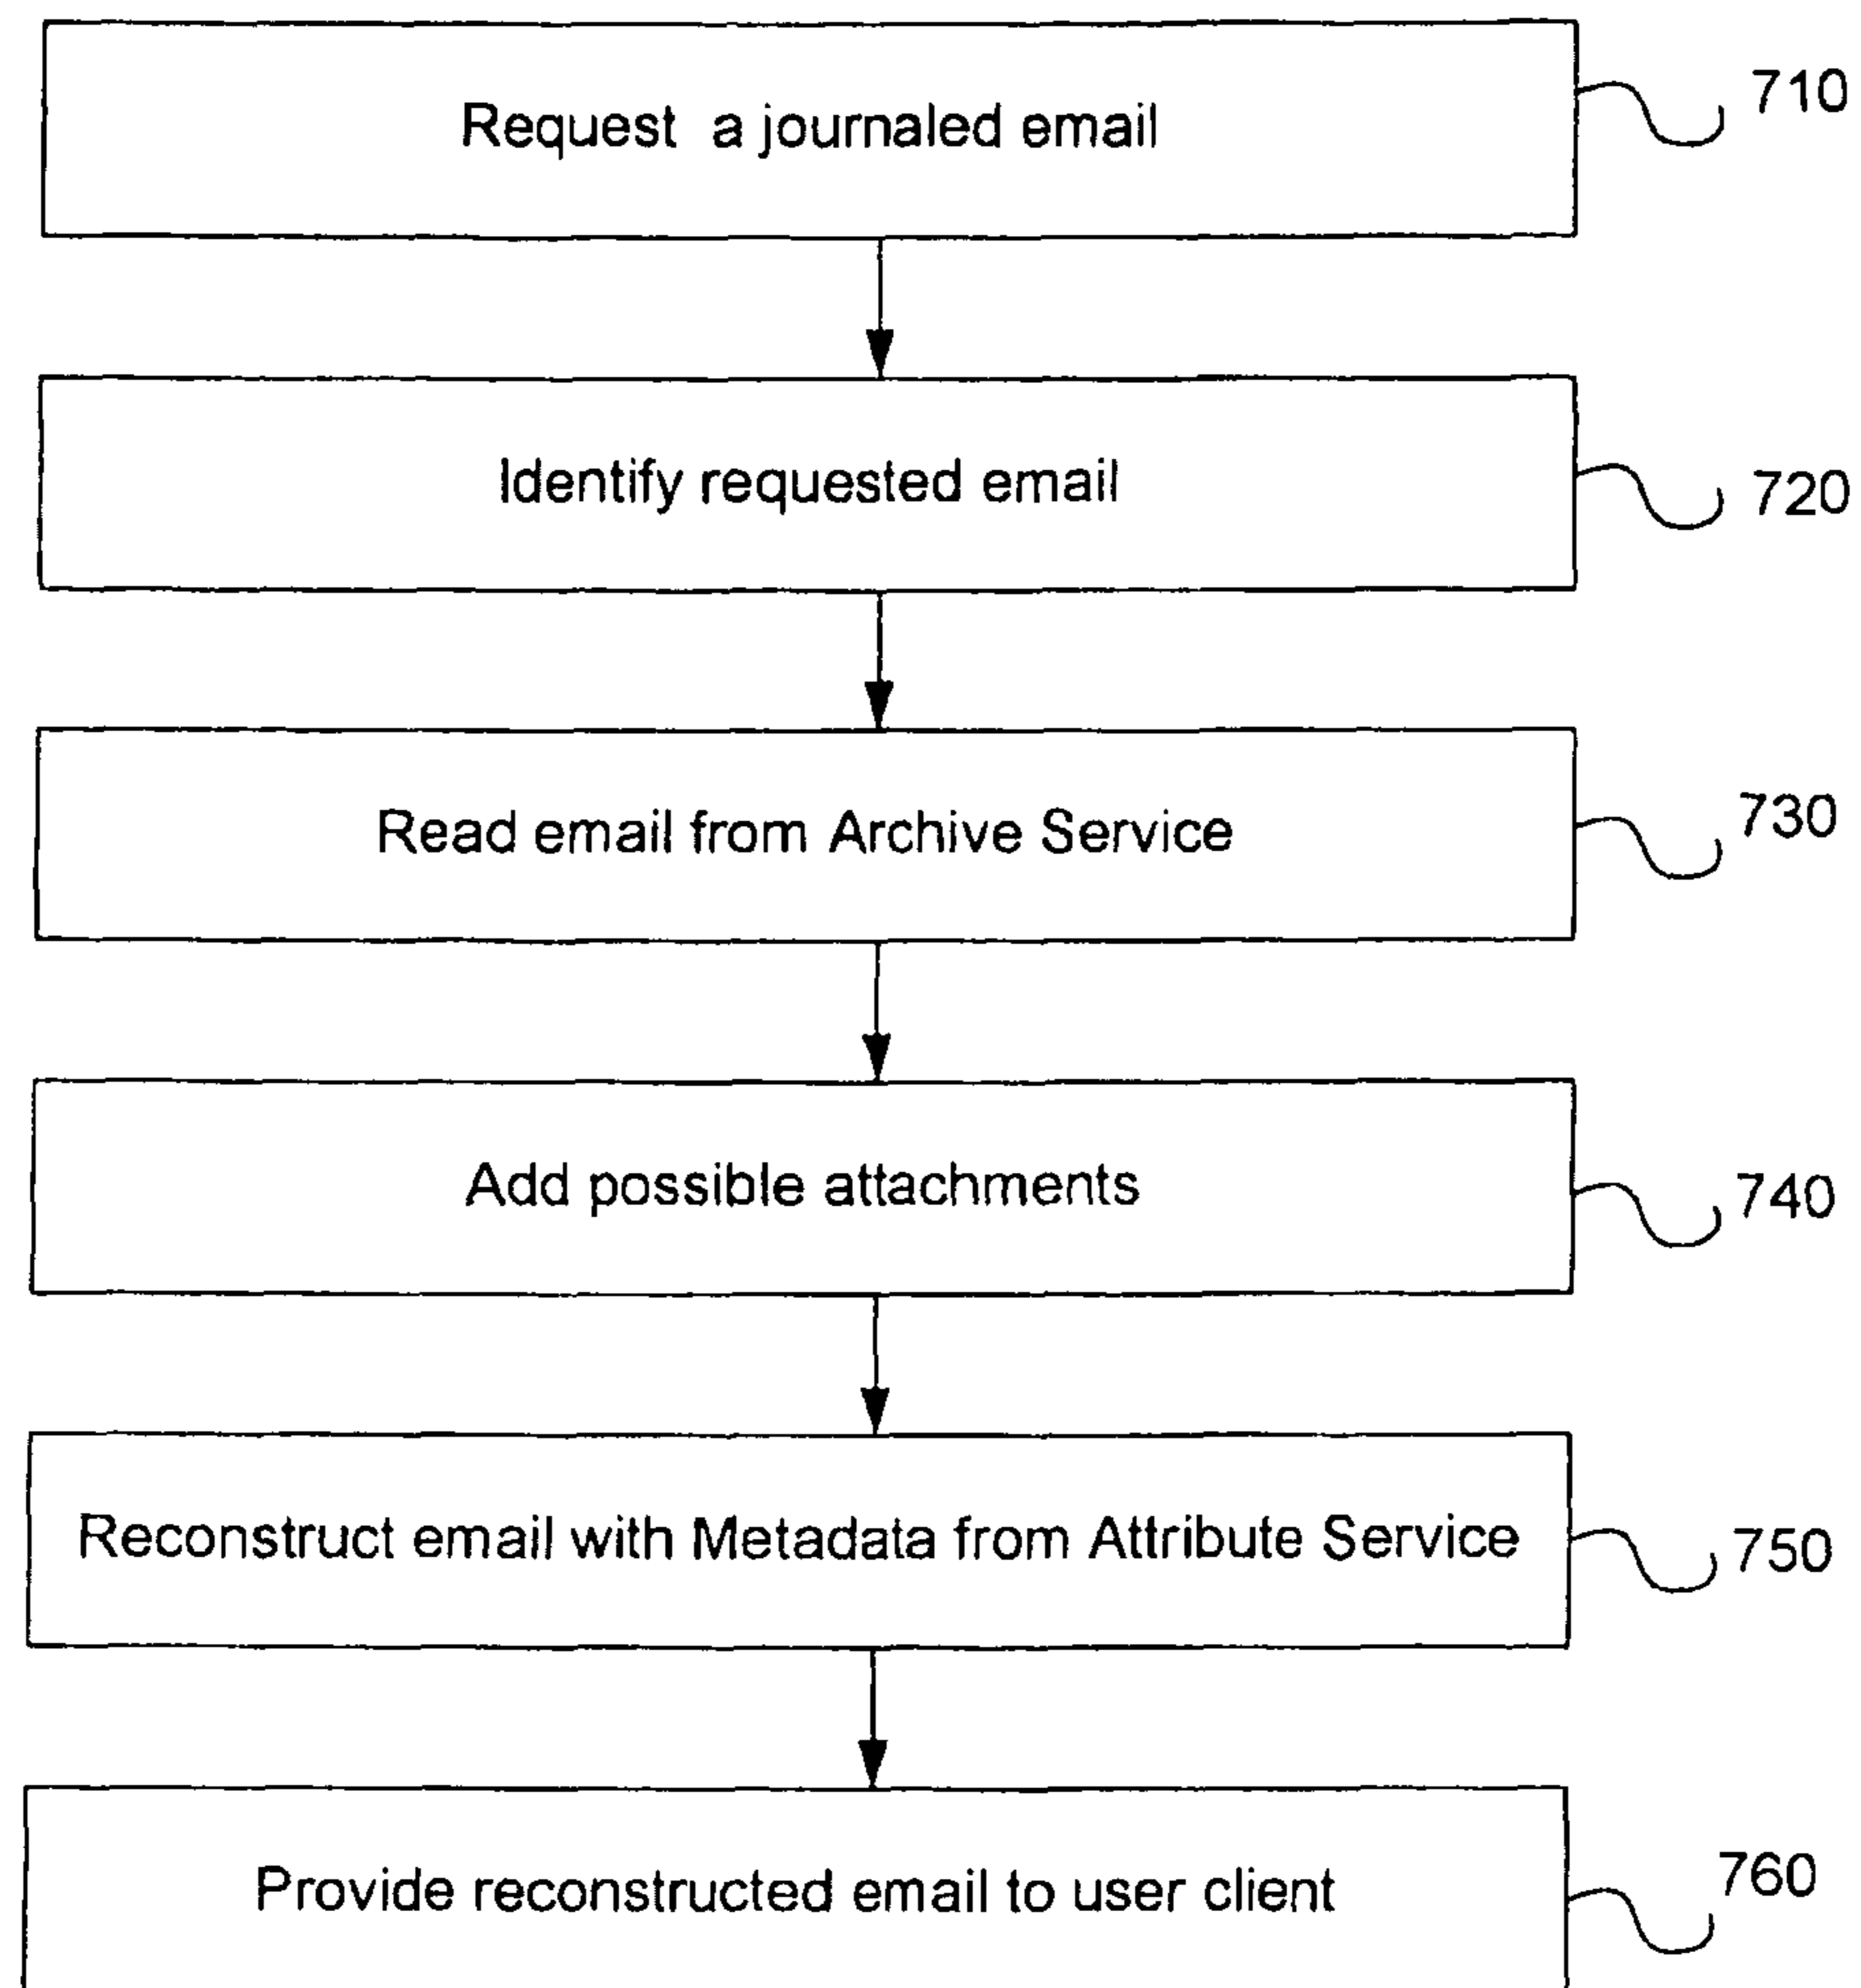 Request a journaled email
710
Identify requested email
720
Read email from Archive Service
730
Add possible attachments
740
Reconstruct email with Metadata from Attribute Service
750
Provide reconstructed email to user client
760